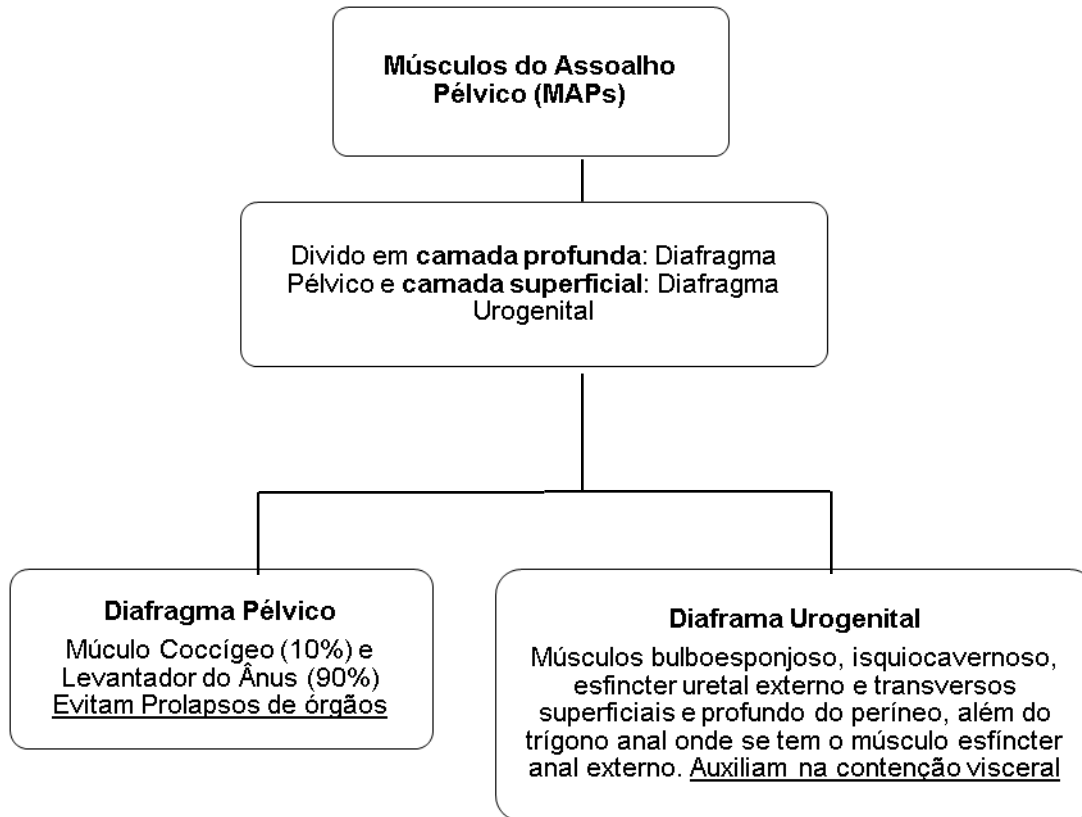 Músculos do Assoalho
Pélvico (MAPs)
Divido em camada profunda: Diafragma
Pélvico e camada superficial: Diafragma
Urogenital
Diafragma Pélvico
Múculo Coccígeo (10%) e
Levantador do Ânus (90%)
Evitam Prolapsos de órgãos
Diaframa Urogenital
Músculos bulboesponjoso, isquiocavernoso,
esfincter uretal externo e transversos
superficiais e profundo do períneo, além do
trígono anal onde se tem o músculo esfíncter
anal externo. Auxiliam na contenção visceral